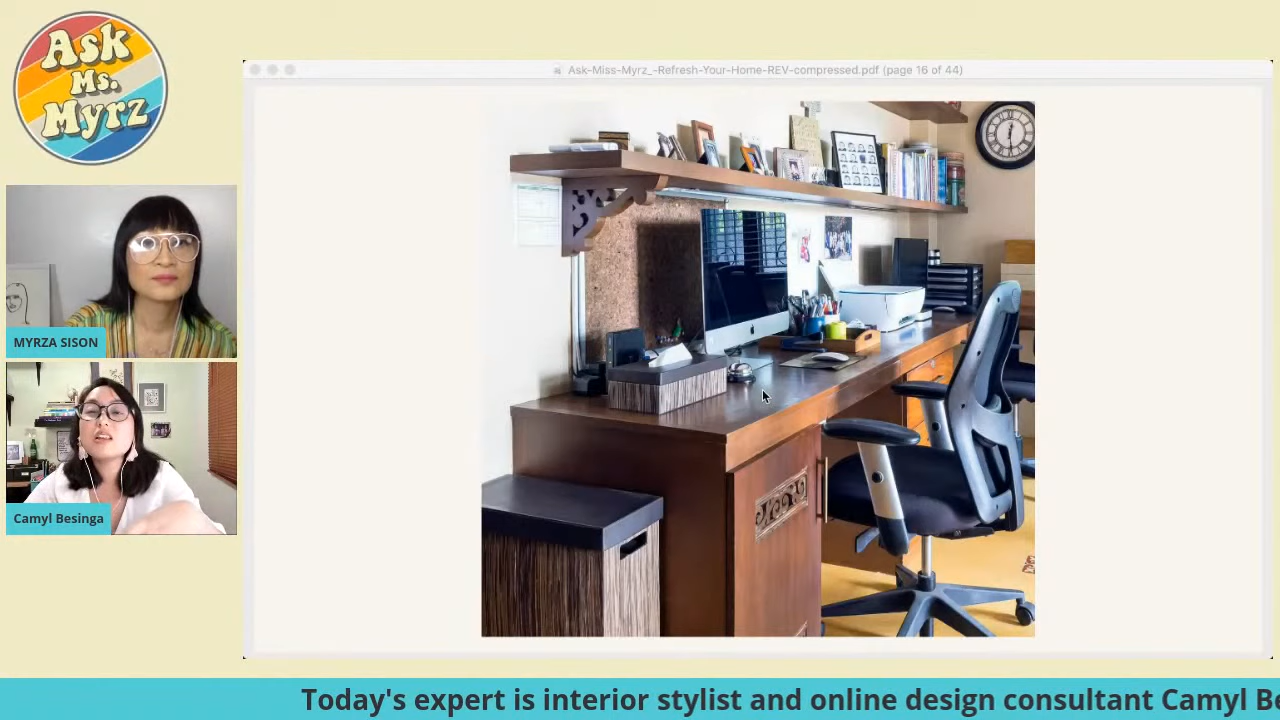 Ask
Ms.
Myrz
Ask-Miss-Myrz_-Refresh-Your-Home-REV-compressed.pdf (page 16 of 44)
MYRZA SISON
Camyl Besinga
Today's expert is interior stylist and online design consultant Camyl Be